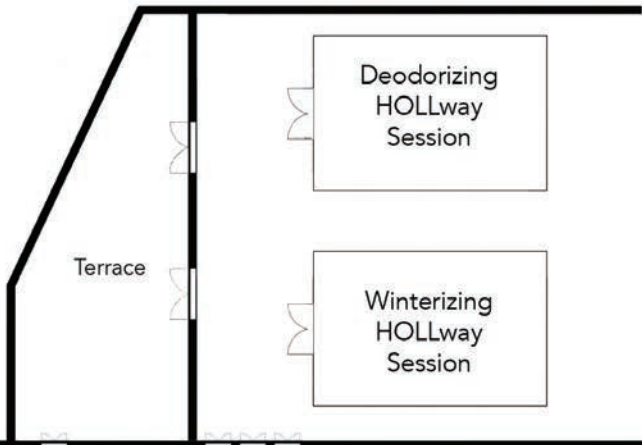 Deodorizing
HOLLway
Session
Terrace
Winterizing
HOLLway
Session